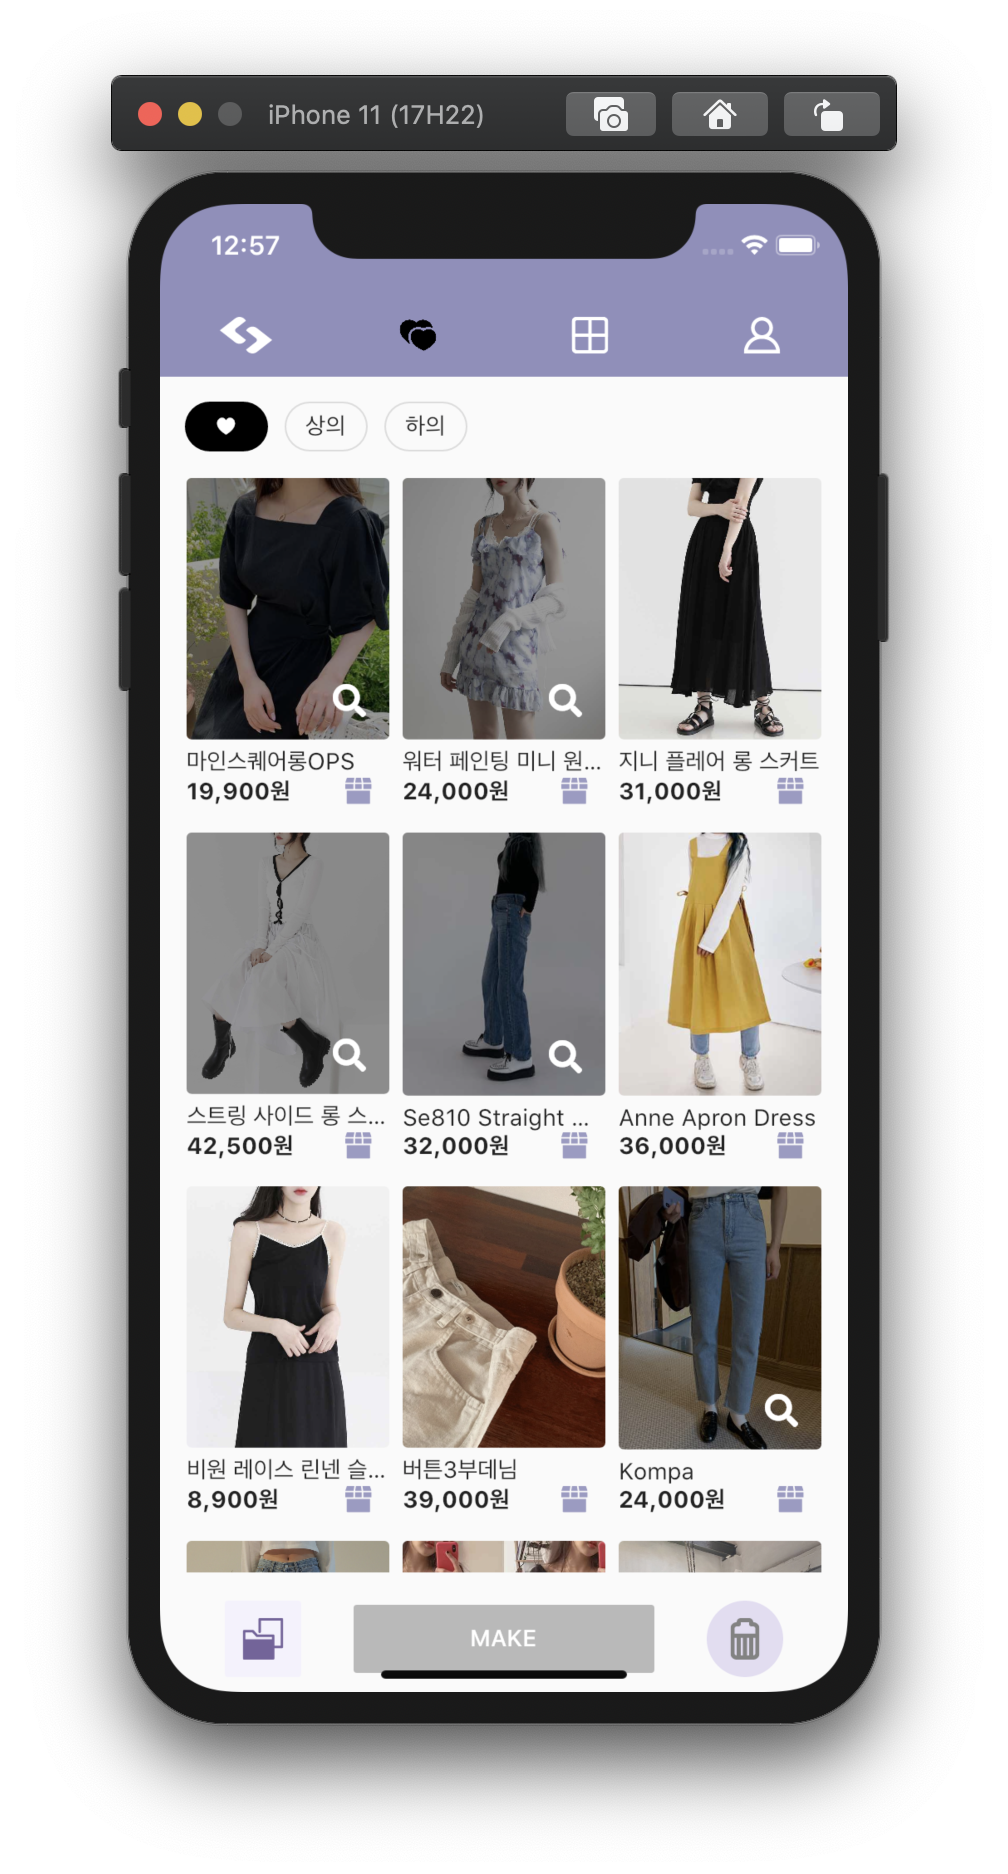 iPhone 11 (17H22)
12:57
상의 하의
마인스퀘어롱OPS 워터 페인팅 미니 원... 지니 플레어 롱 스커트
19,900원 24,000원 31,000원
스트링 사이드 롱 스... Se810 Straight ... Anne Apron Dress
42,500원 32,000원 36,000원
비원 레이스 린넨 슬... 버튼3부데님 Kompa
8,900원 39,000원 24,000원
MAKE